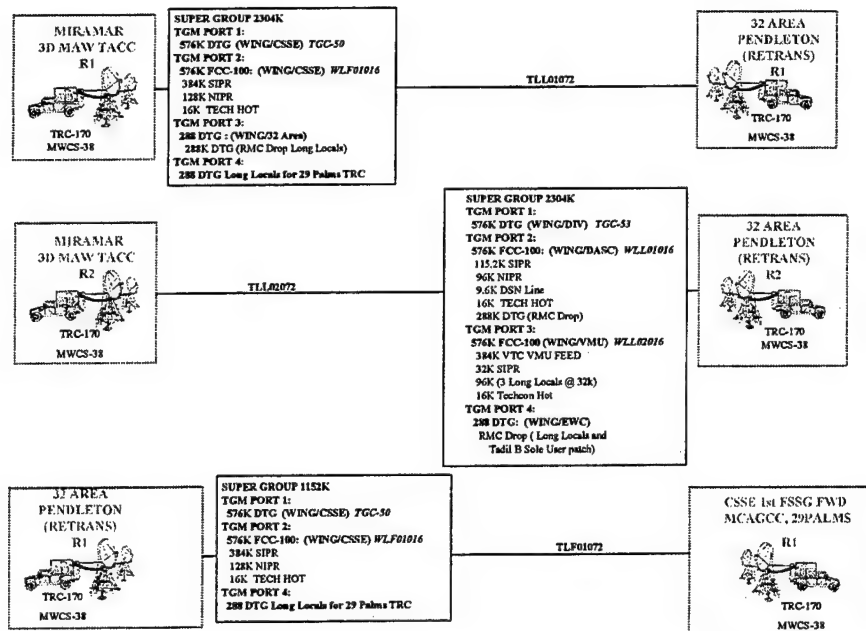 MIRAMAR
3D MAW TACC
R1
TRC-170
MWCS-38
SUPER GROUP 2304K
TGM PORT 1:
576K DTG (WING/CSSE) TGC-50
TGM PORT 2:
576K FCC-100: (WING/CSSE) WLF01016
384K SIPR
128K NIPR
16K TECH HOT
TGM PORT 3:
288 DTG : (WING/32 Area)
288K DTG (RMC Drop Long Locals)
TGM PORT 4:
288 DTG Long Locals for 29 Palms TRC
TLL01072
32 AREA
PENDLETON
(RETRANS)
R1
TRC-170
MWCS-38
MIRAMAR
3D MAW TACC
R2
TRC-170
MWCS-38
TLL02072
SUPER GROUP 2304K
TGM PORT 1:
576K DTG (WING/DIV) TGC-53
TGM PORT 2:
576K FCC-100: (WING/DASC) WLL01016
115.2K SIPR
96K NIPR
9.6K DSN Line
16K TECH HOT
288K DTG (RMC Drop)
TGM PORT 3:
576K FCC-100 (WING/VMU) WLL02016
384K VTC VMU FEED
32K SIPR
96K (3 Long Locals @ 32k)
16K Techcon Hot
TGM PORT 4:
288 DTG: (WING/EWC)
RMC Drop ( Long Locals and
Tadil B Sole User patch)
32 AREA
PENDLETON
(RETRANS)
R2
TRC-170
MWCS-38
32 AREA
PENDLETON
(RETRANS)
R1
TRC-170
MWCS-38
SUPER GROUP 1152K
TGM PORT 1:
576K DTG (WING/CSSE) TGC-50
TGM PORT 2:
576K FCC-100: (WING/CSSE) WLF01016
384K SIPR
128K NIPR
16K TECH HOT
TGM PORT 4:
288 DTG Long Locals for 29 Palms TRC
TLF01072
CSSE 1st FSSG FWD
MCAGCC, 29PALMS
R1
TRC-170
MWCS-38